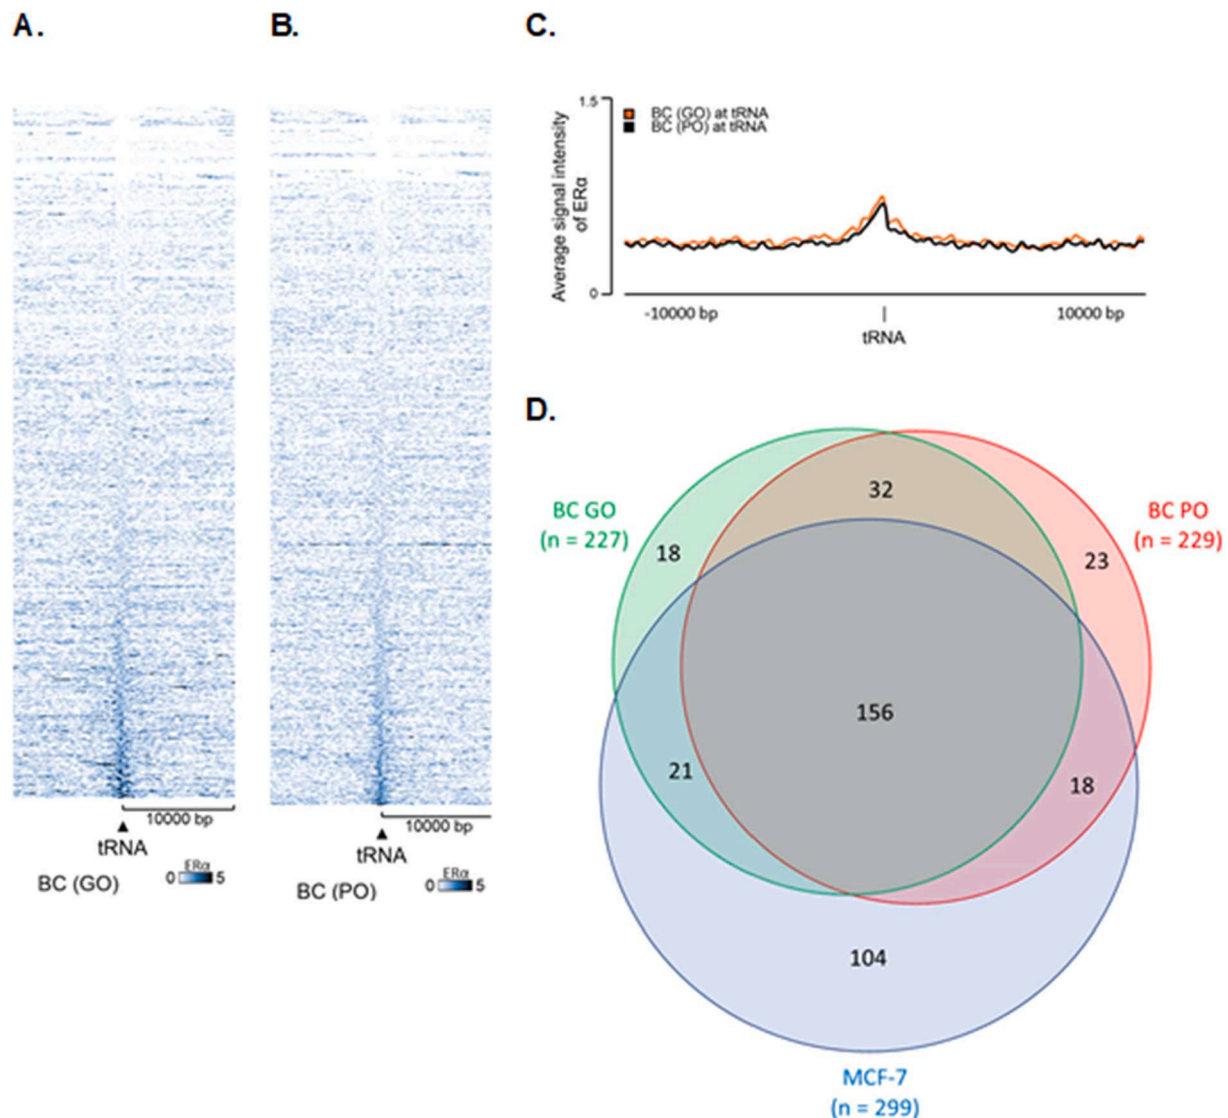 A.
B.
C.
10000 bp
tRNA
BC (GO)
0 ERα 5
10000 bp
tRNA
BC (PO)
0 ERα 5
Average signal intensity
of ERα
1.5
0
BC (GO) at tRNA
BC (PO) at tRNA
-10000 bp
10000 bp
tRNA
D.
BC GO
(n = 227)
BC PO
(n = 229)
32
18
23
156
21
18
104
MCF-7
(n = 299)